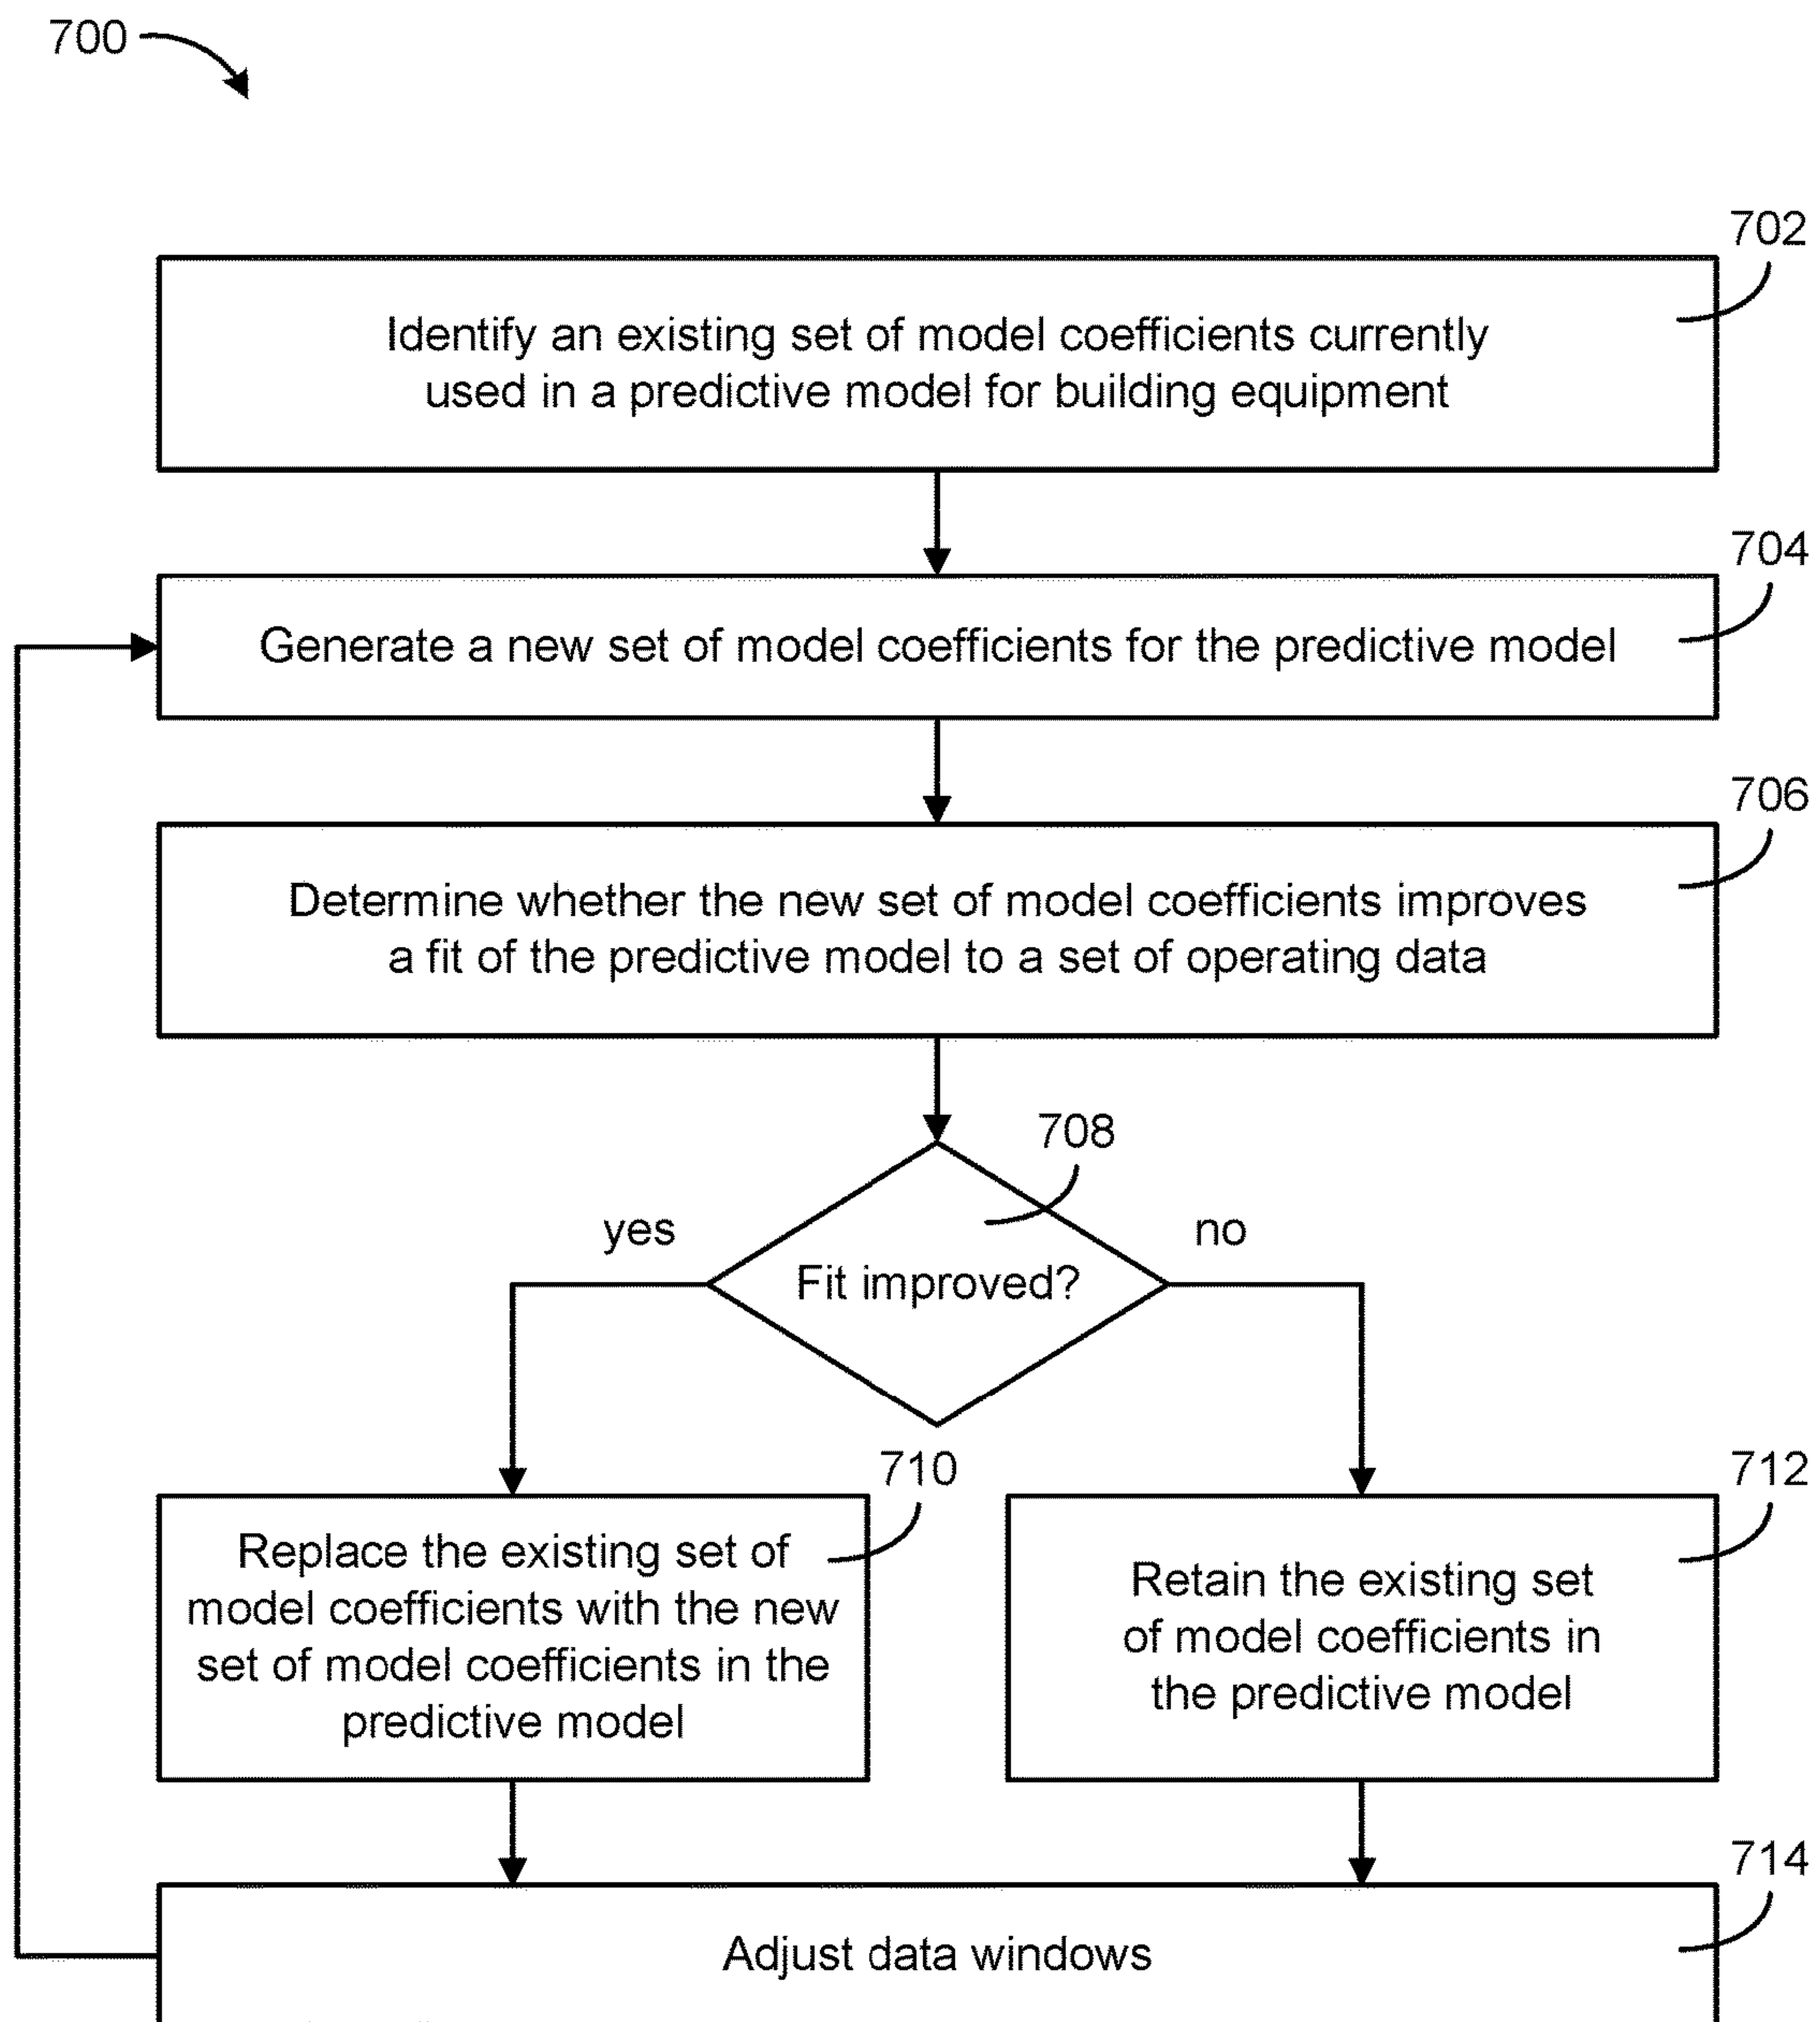 700
702
Identify an existing set of model coefficients currently
used in a predictive model for building equipment
704
Generate a new set of model coefficients for the predictive model
706
Determine whether the new set of model coefficients improves
a fit of the predictive model to a set of operating data
708
yes
no
Fit improved?
710
Replace the existing set of
model coefficients with the new
set of model coefficients in the
predictive model
712
Retain the existing set
of model coefficients in
the predictive model
714
Adjust data windows